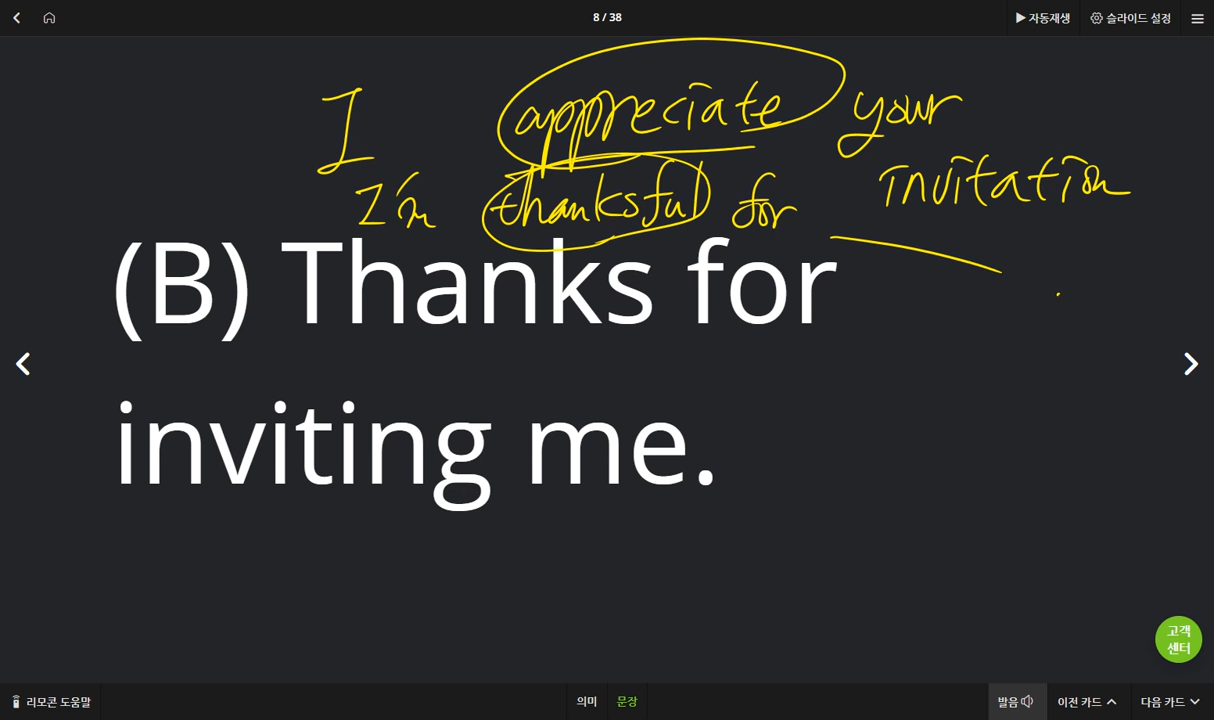 8 / 38
자동재생
슬라이드 설정
I appreciate your
invitation
I'm thanksful for
(B) Thanks for
inviting me.
고객
센터
리모콘 도움말
의미
문장
발음
이전 카드
다음 카드